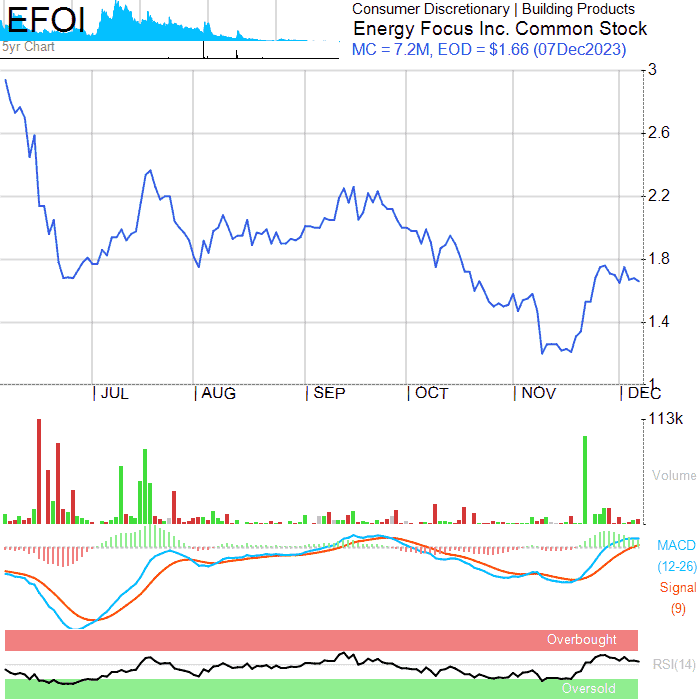 EFOI
5yr Chart
Consumer Discretionary | Building Products
Energy Focus Inc. Common Stock
MC = 7.2M, EOD = $1.66 (07Dec2023)
3
2.6
2.2
1.8
1.4
1
JUL AUG SEP OCT NOV DEC
113k
Volume
MACD
(12-26)
Signal
(9)
Overbought
RSI(14)
Oversold